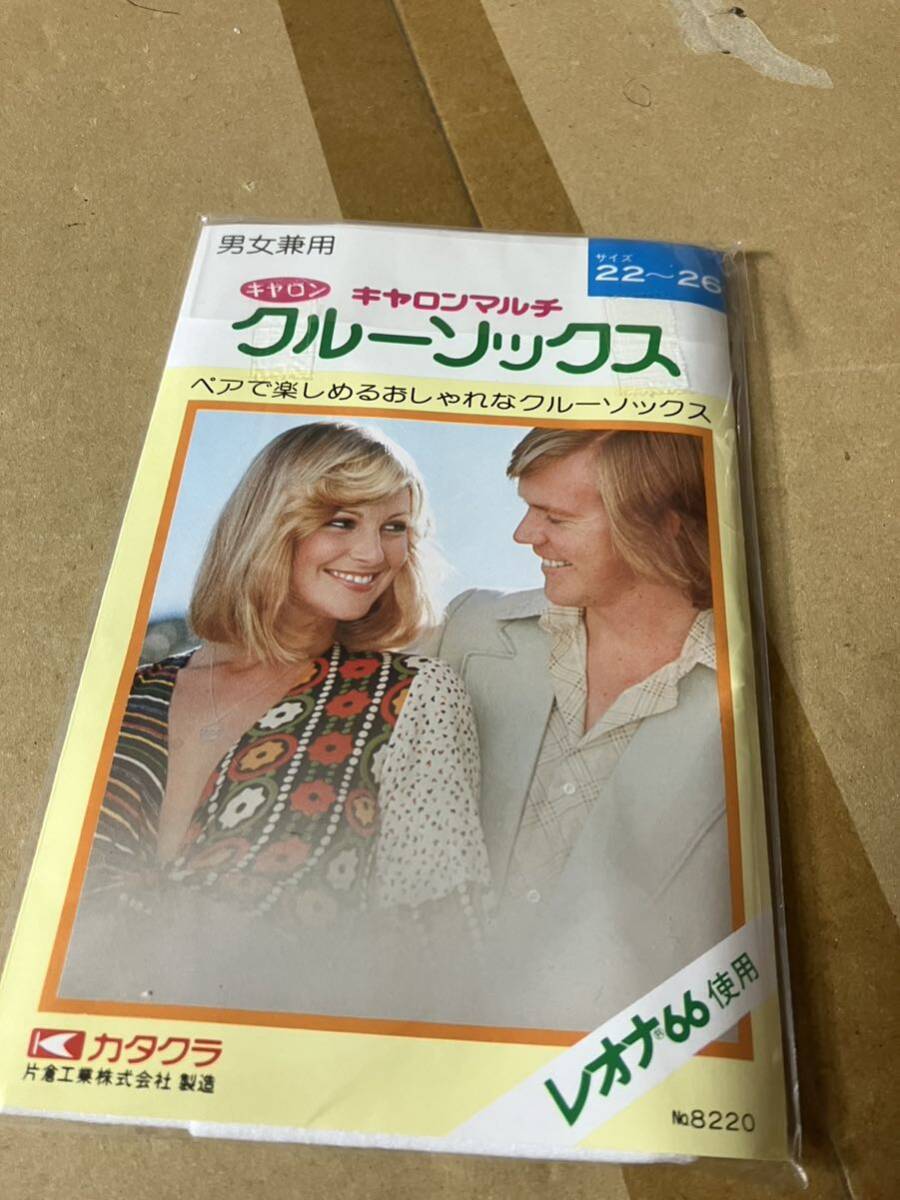 男女兼用
サイズ
22〜26
キャロン キャロンマルチ
クルーソックス
ペアで楽しめるおしゃれなクルーソックス
レオナ®66使用
カタクラ
片倉工業株式会社 製造
No.8220